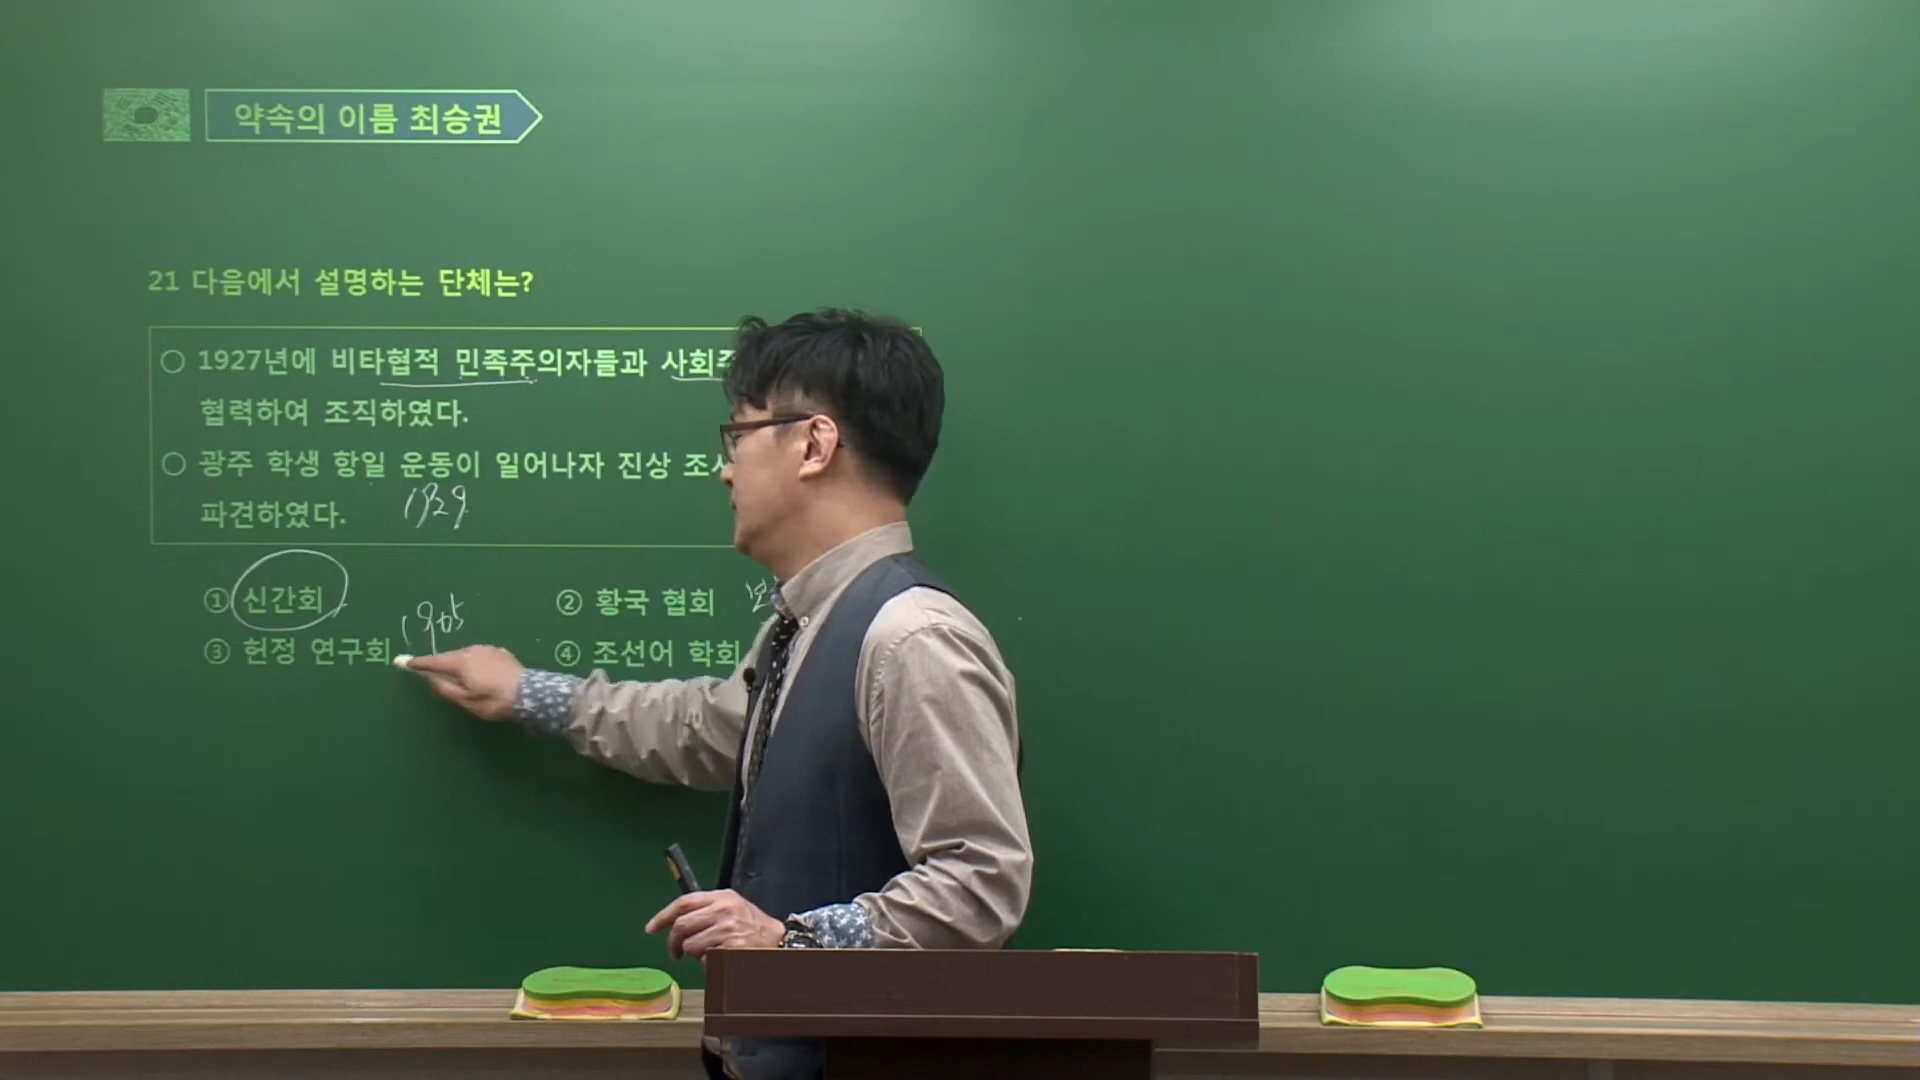 약속의 이름 최승권
21 다음에서 설명하는 단체는?
○ 1927년에 비타협적 민족주의자들과 사회주
협력하여 조직하였다.
○ 광주 학생 항일 운동이 일어나자 진상 조사
파견하였다. 1929
① 신간회 1905 ② 황국 협회
③ 헌정 연구회 ④ 조선어 학회